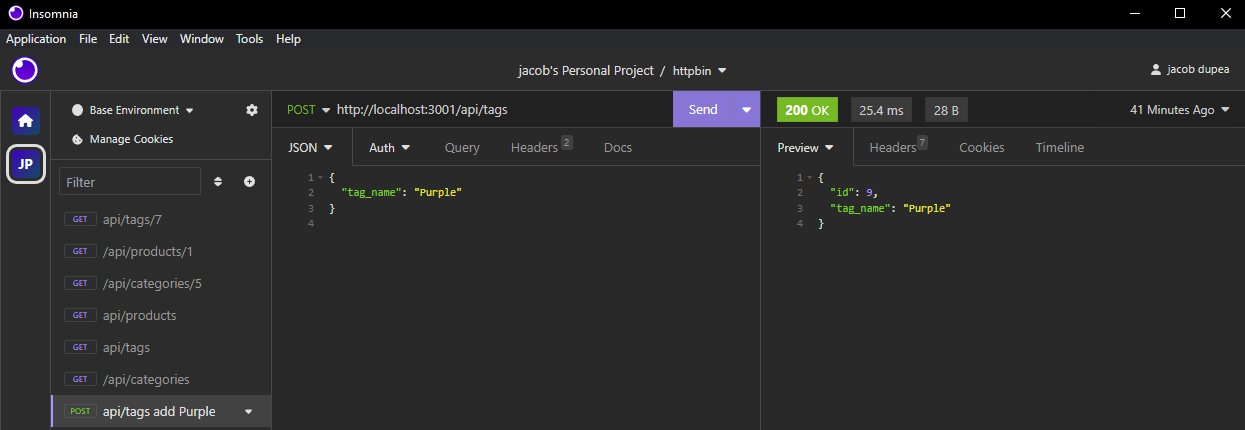 Insomnia
Application File Edit View Window Tools Help
jacob's Personal Project / httpbin
jacob dupea
JP
Base Environment
Manage Cookies
Filter
GET api/tags/7
GET /api/products/1
GET /api/categories/5
GET api/products
GET api/tags
GET /api/categories
POST api/tags add Purple
POST http://localhost:3001/api/tags Send
JSON Auth Query Headers 2 Docs
1 {
2 "tag_name": "Purple"
3 }
4
200 OK 25.4 ms 28 B 41 Minutes Ago
Preview Headers 7 Cookies Timeline
1 {
2 "id": 9,
3 "tag_name": "Purple"
4 }